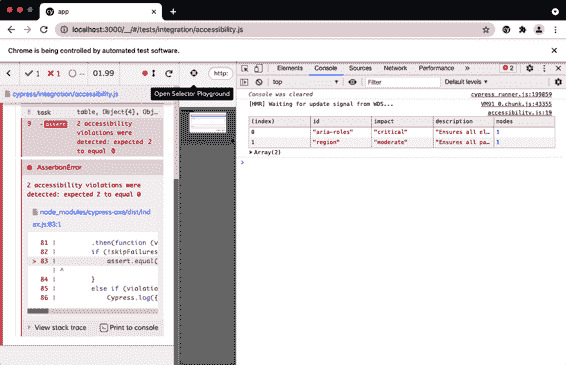 app
localhost:3000/__/#/tests/integration/accessibility.js
Chrome is being controlled by automated test software.
1 1 -- 01.99 http:
Open Selector Playground
cypress/integration/accessibility.js
task table, Object{4}, Obj...
9 -assert 2 accessibility
violations were
detected: expected 2
to equal 0
AssertionError
2 accessibility violations were
detected: expected 2 to equal 0
node_modules/cypress-axe/dist/ind
ex.js:83:1
81 | .then(function (v
82 | if (!skipFailures
> 83 | assert.equal(
| ^
84 | }
85 | else if (violatio
86 | Cypress.log({
> View stack trace Print to console
Elements Console Sources Network Performance » 2
top Filter Default levels
Console was cleared cypress_runner.js:199859
[HMR] Waiting for update signal from WDS... VM91 0.chunk.js:43355
accessibility.js:19
(index) id impact description nodes
0 "aria-roles" "critical" "Ensures all el... 1
1 "region" "moderate" "Ensures all pa... 1
> Array(2)
>